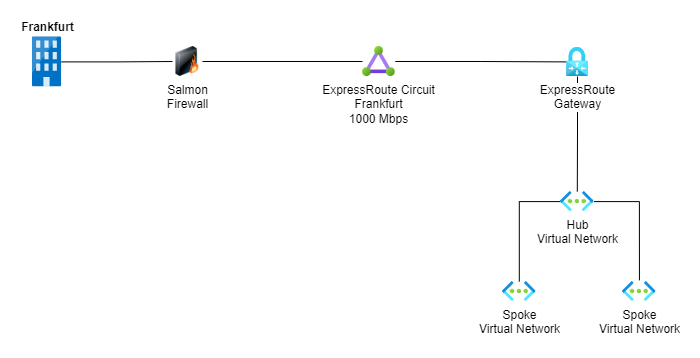 Frankfurt
Salmon
Firewall
ExpressRoute Circuit
Frankfurt
1000 Mbps
ExpressRoute
Gateway
Hub
Virtual Network
Spoke
Virtual Network
Spoke
Virtual Network